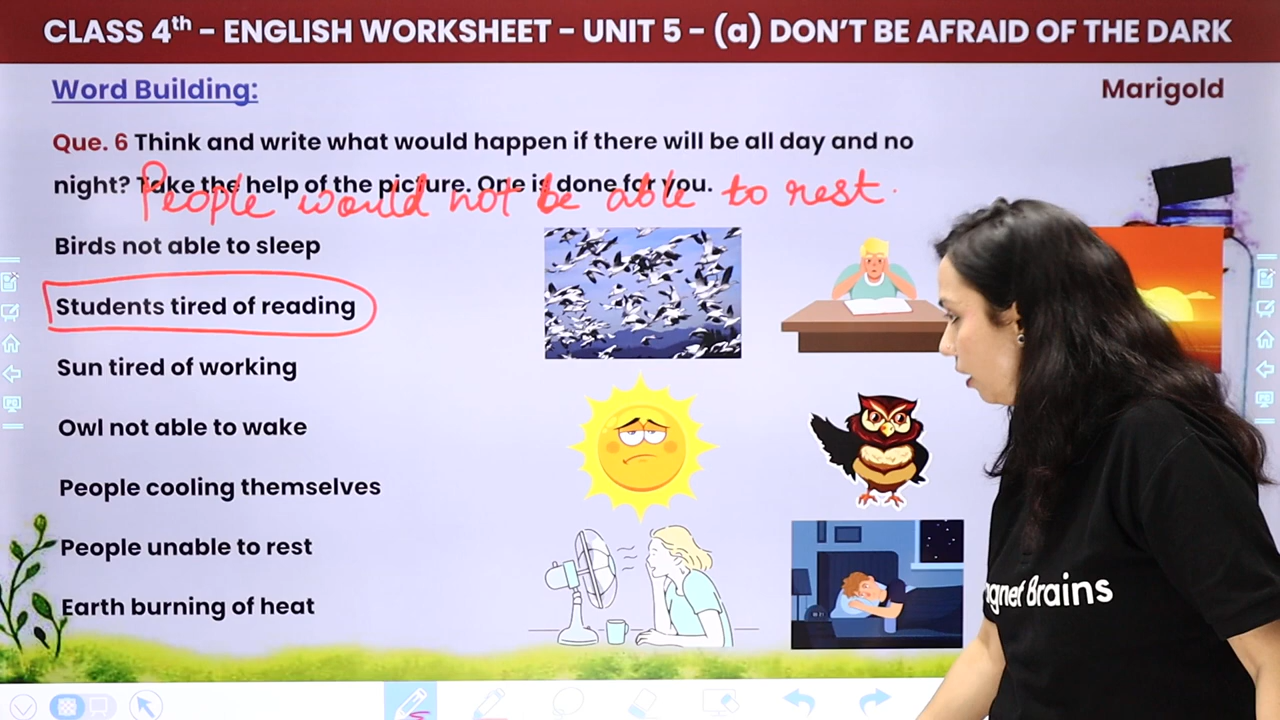 CLASS 4th – ENGLISH WORKSHEET – UNIT 5 – (a) DON'T BE AFRAID OF THE DARK
Word Building:
Marigold
Que. 6 Think and write what would happen if there will be all day and no
night? Take the help of the picture. One is done for you.
People would not be able to rest.
Birds not able to sleep
Students tired of reading
Sun tired of working
Owl not able to wake
People cooling themselves
People unable to rest
Earth burning of heat
Brains